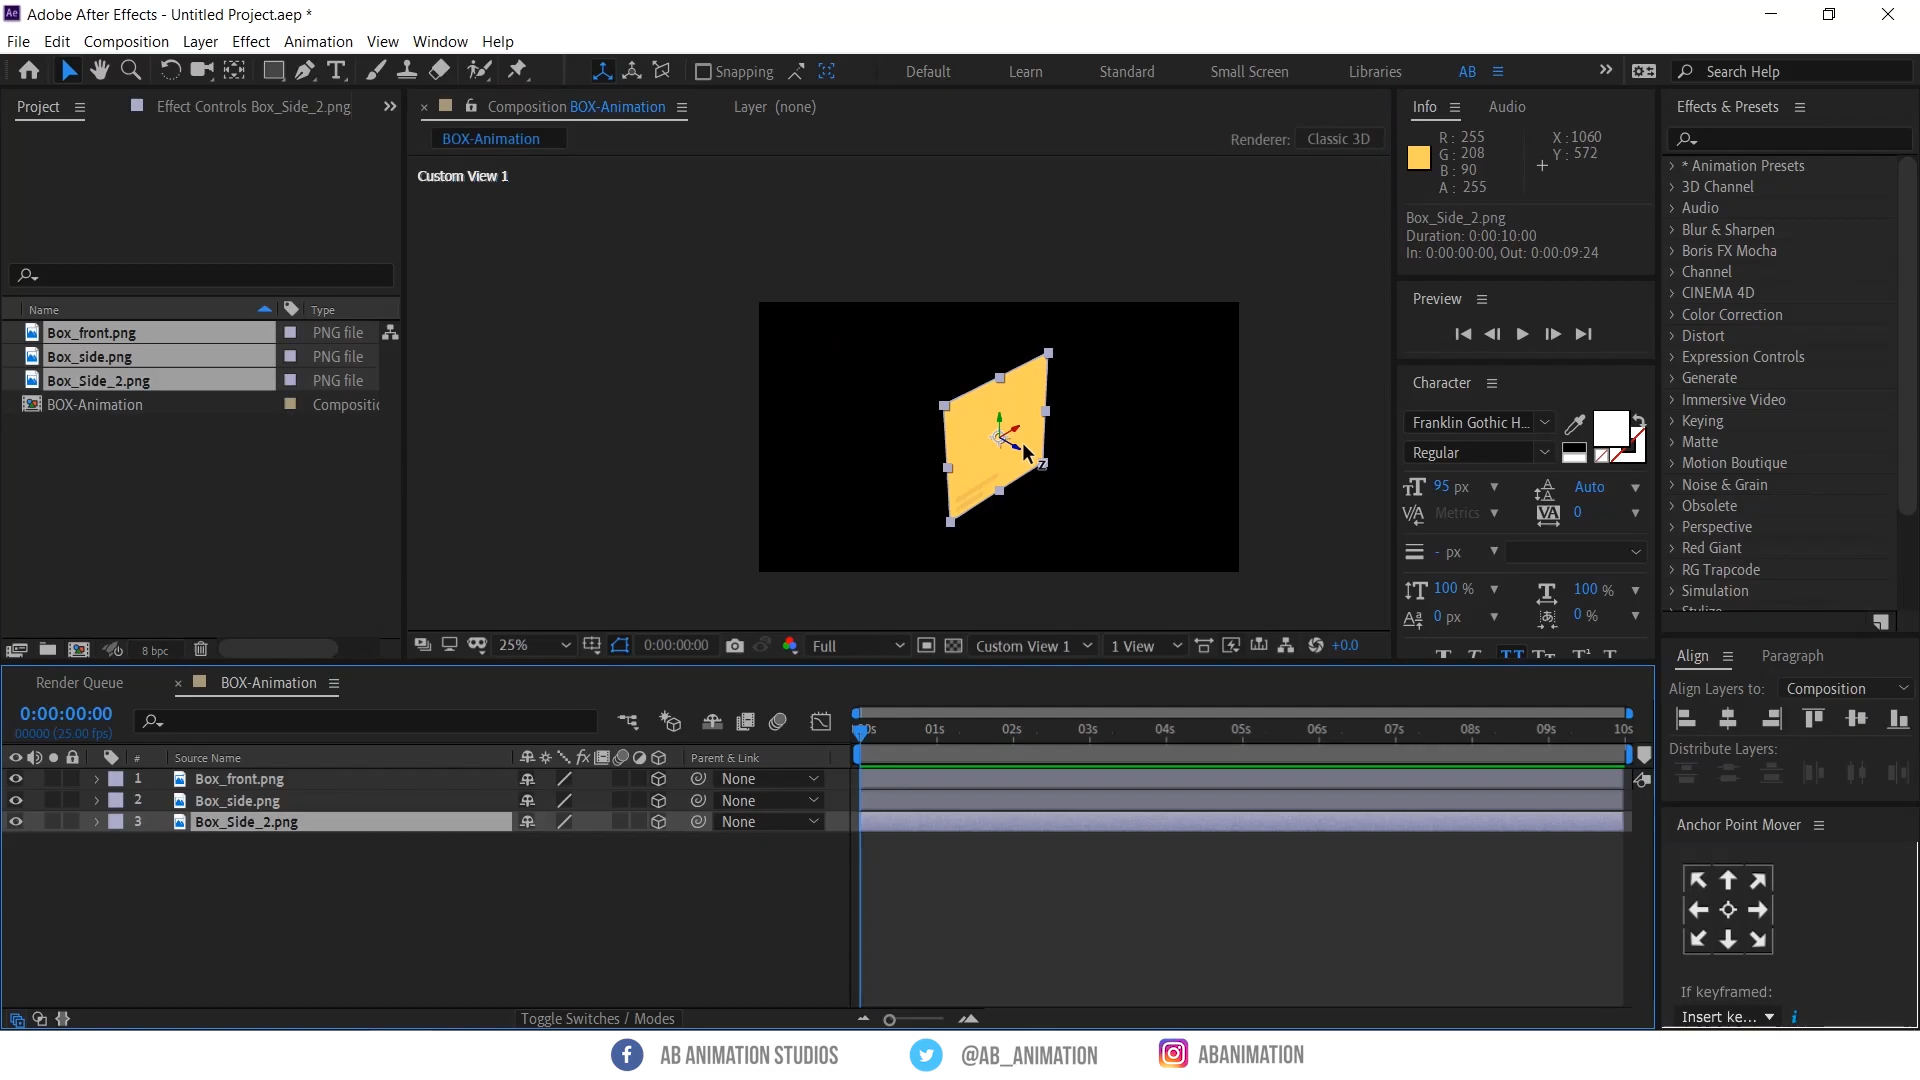 Adobe After Effects - Untitled Project.aep *
File Edit Composition Layer Effect Animation View Window Help
Snapping Default Learn Standard Small Screen Libraries AB Search Help
Project Effect Controls Box_Side_2.png
Composition BOX-Animation Layer (none)
Info Audio
Effects & Presets
BOX-Animation
Renderer: Classic 3D
Custom View 1
R: 255
G: 208
B: 90
A: 255
X: 1060
Y: 572
Box_Side_2.png
Duration: 0:00:10:00
In: 0:00:00:00, Out: 0:00:09:24
Preview
Character
Franklin Gothic H...
Regular
95 px Auto
Metrics 0
- px
100 % 100 %
0 px 0 %
* Animation Presets
3D Channel
Audio
Blur & Sharpen
Boris FX Mocha
Channel
CINEMA 4D
Color Correction
Distort
Expression Controls
Generate
Immersive Video
Keying
Matte
Motion Boutique
Noise & Grain
Obsolete
Perspective
Red Giant
RG Trapcode
Simulation
Stylize
Name Type
Box_front.png PNG file
Box_side.png PNG file
Box_Side_2.png PNG file
BOX-Animation Compositic
Z
8 bpc
25% 0:00:00:00 Full Custom View 1 1 View +0.0
Render Queue BOX-Animation
0:00:00:00
00000 (25.00 fps)
01s 02s 03s 04s 05s 06s 07s 08s 09s 10s
# Source Name Parent & Link
1 Box_front.png None
2 Box_side.png None
3 Box_Side_2.png None
Toggle Switches / Modes
Align Paragraph
Align Layers to: Composition
Distribute Layers:
Anchor Point Mover
If keyframed:
Insert ke...
AB ANIMATION STUDIOS @AB_ANIMATION ABANIMATION